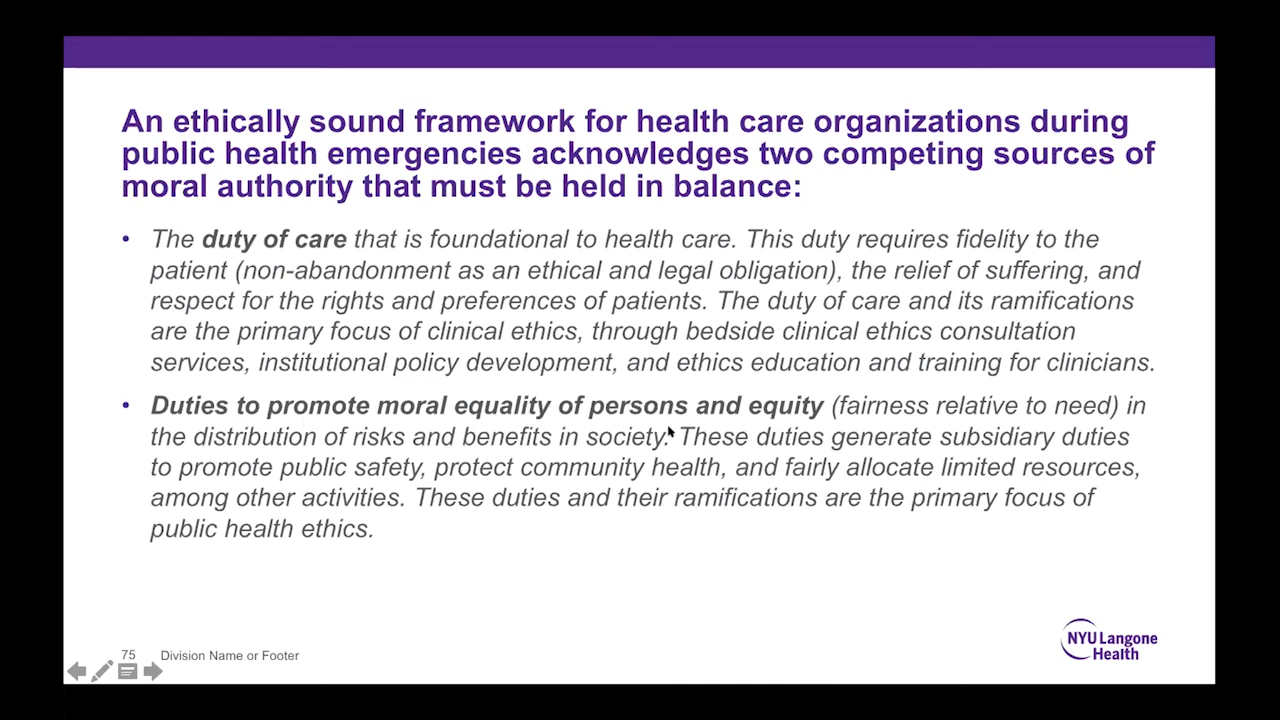 An ethically sound framework for health care organizations during
public health emergencies acknowledges two competing sources of
moral authority that must be held in balance:
• The duty of care that is foundational to health care. This duty requires fidelity to the
patient (non-abandonment as an ethical and legal obligation), the relief of suffering, and
respect for the rights and preferences of patients. The duty of care and its ramifications
are the primary focus of clinical ethics, through bedside clinical ethics consultation
services, institutional policy development, and ethics education and training for clinicians.
• Duties to promote moral equality of persons and equity (fairness relative to need) in
the distribution of risks and benefits in society. These duties generate subsidiary duties
to promote public safety, protect community health, and fairly allocate limited resources,
among other activities. These duties and their ramifications are the primary focus of
public health ethics.
75 Division Name or Footer
NYU Langone
Health